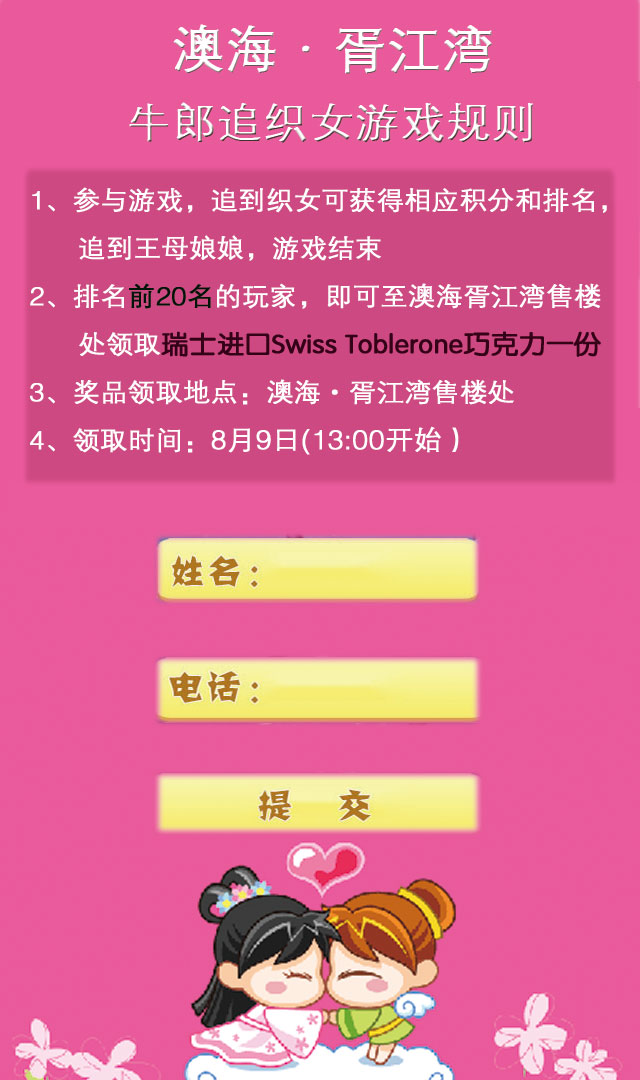 澳海·胥江湾
牛郎追织女游戏规则
1、参与游戏，追到织女可获得相应积分和排名，
追到王母娘娘，游戏结束
2、排名前20名的玩家，即可至澳海胥江湾售楼
处领取瑞士进口Swiss Toblerone巧克力一份
3、奖品领取地点：澳海·胥江湾售楼处
4、领取时间：8月9日(13:00开始）
姓名：
电话：
提 交